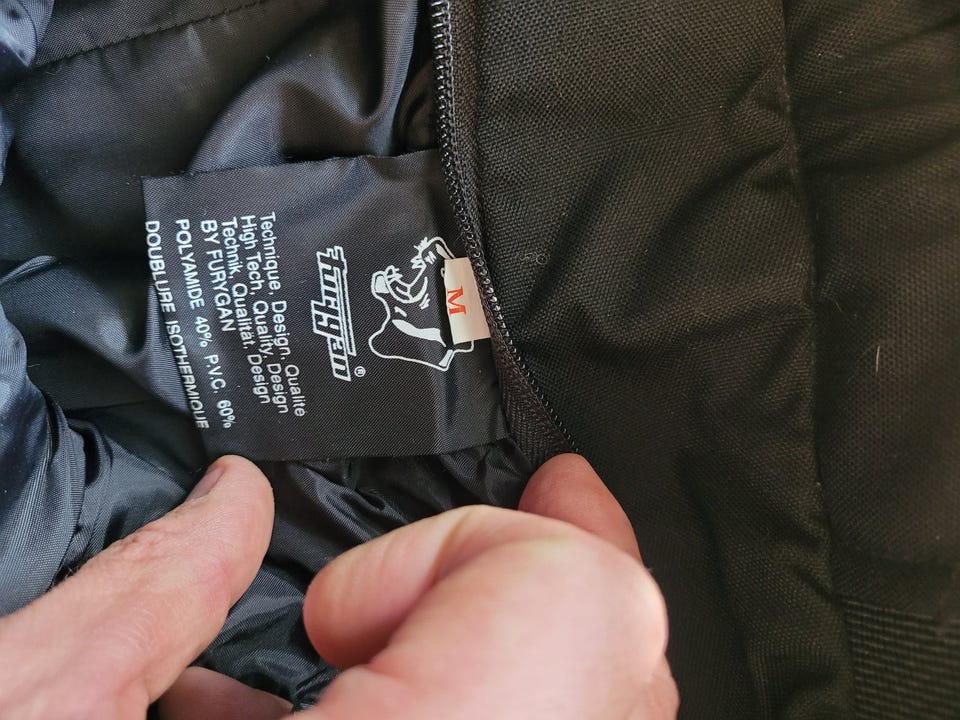 M
furygan®
Technique, Design, Qualité
High Tech, Quality, Design
Technik, Qualität, Design
BY FURYGAN
POLYAMIDE 40% P.V.C. 60%
DOUBLURE ISOTHERMIQUE